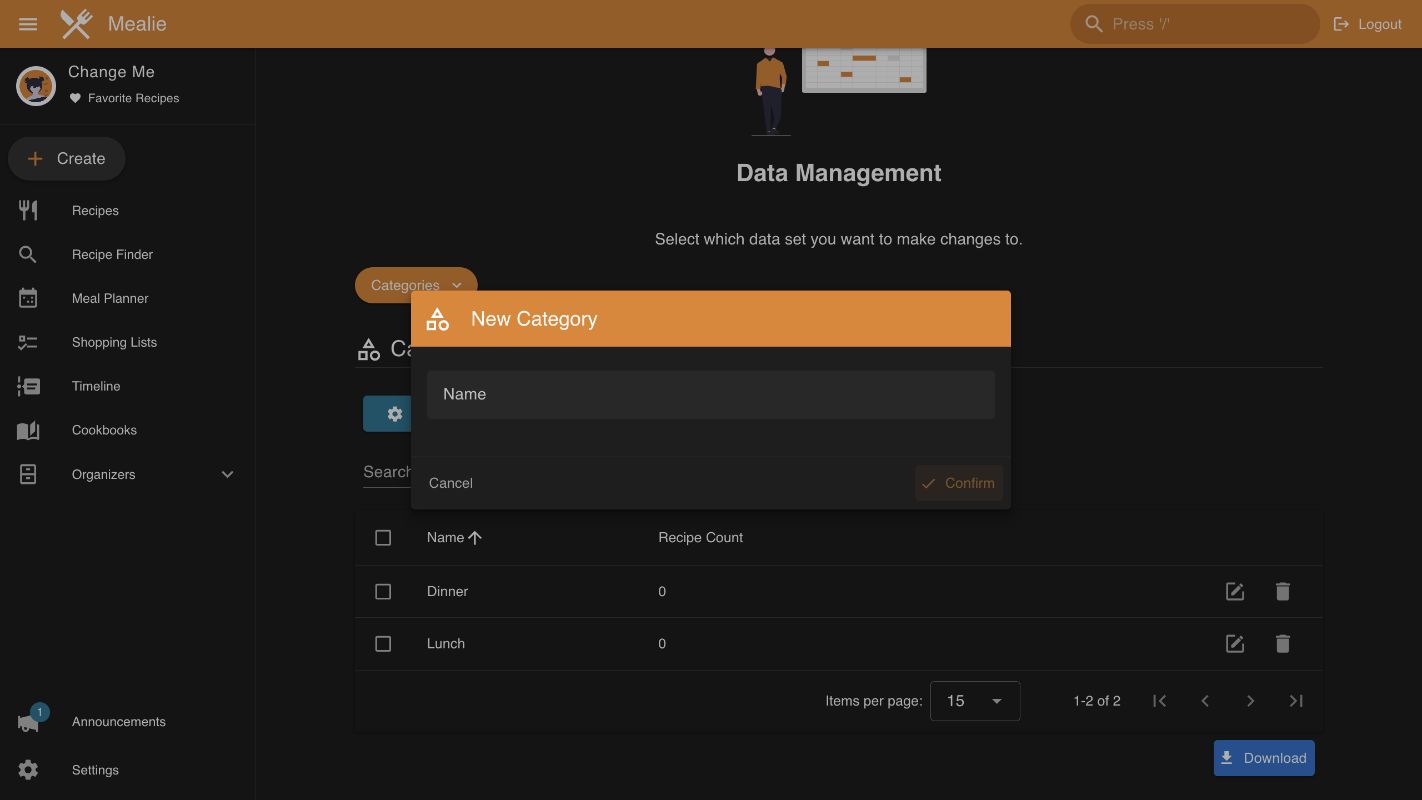 Mealie
Press '/'
Logout
Change Me
Favorite Recipes
Create
Recipes
Recipe Finder
Meal Planner
Shopping Lists
Timeline
Cookbooks
Organizers
1
Announcements
Settings
Data Management
Select which data set you want to make changes to.
Categories
New Category
Name
Cancel
Confirm
Search
Name
Recipe Count
Dinner
0
Lunch
0
Items per page:
15
1-2 of 2
Download